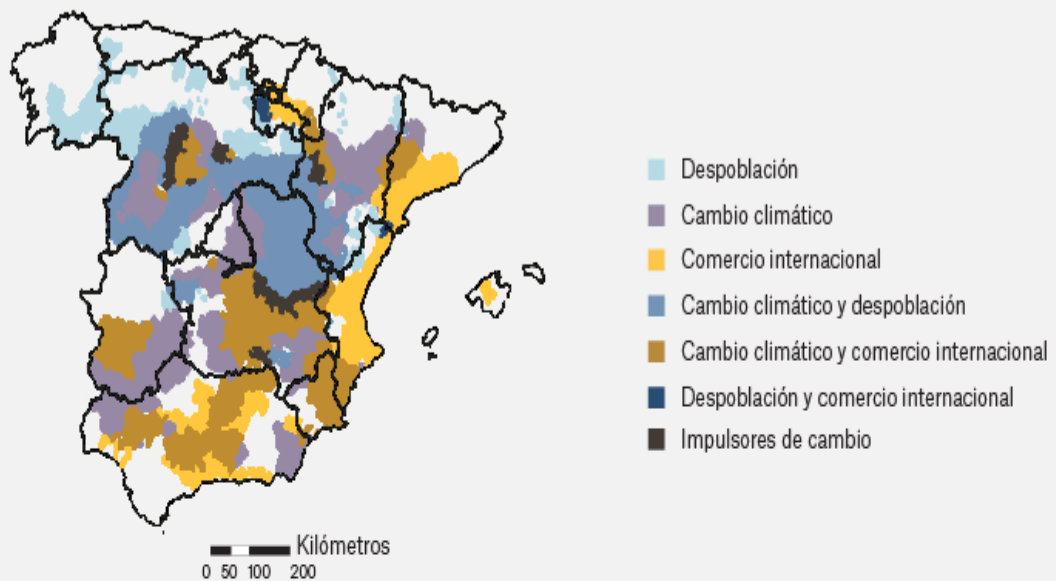 Despoblación
Cambio climático
Comercio internacional
Cambio climático y despoblación
Cambio climático y comercio internacional
Despoblación y comercio internacional
Impulsores de cambio
Kilómetros
0 50 100 200